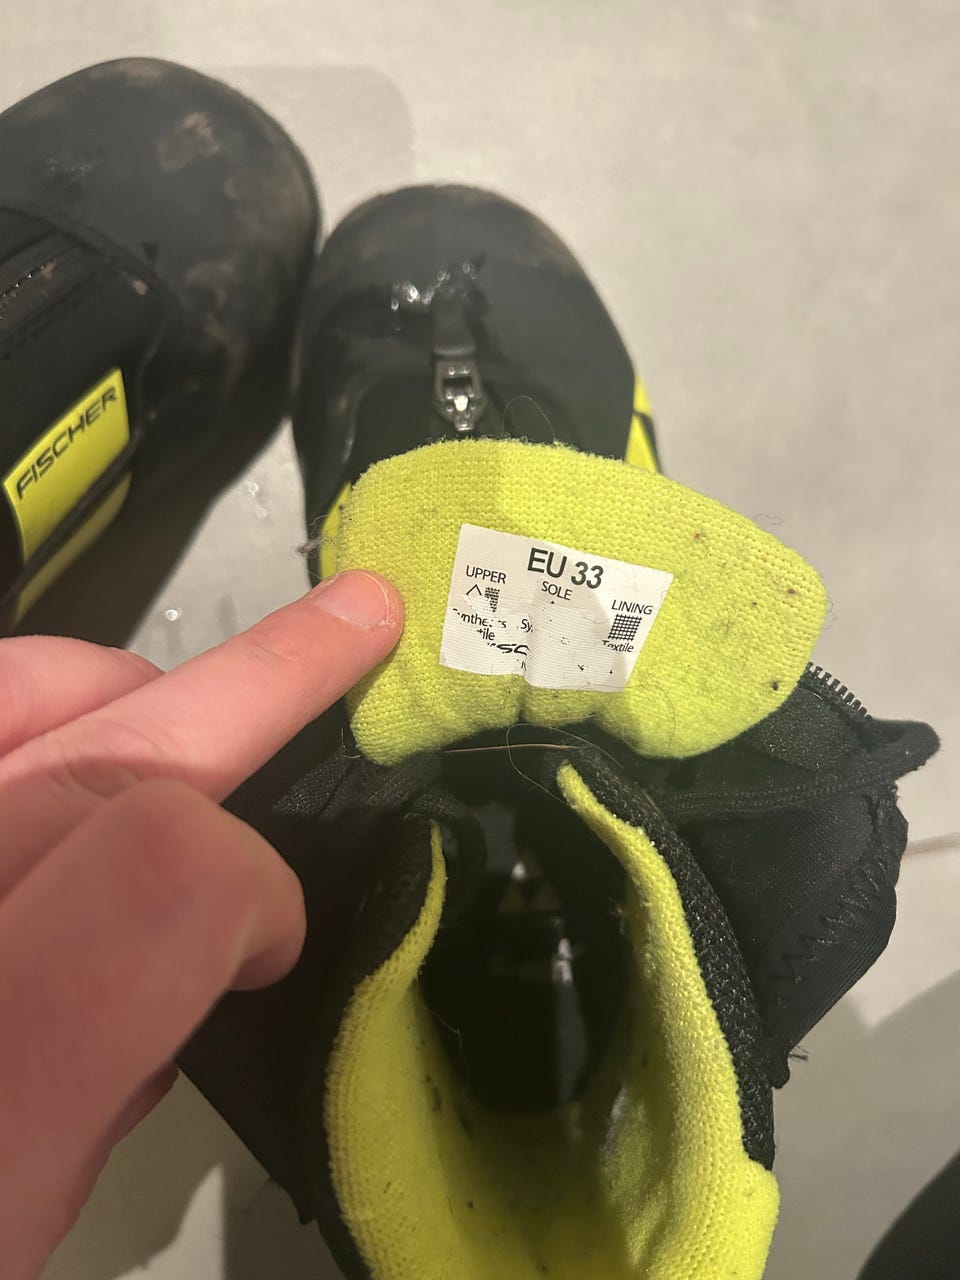 FISCHER
EU 33
UPPER
SOLE
LINING
Textile